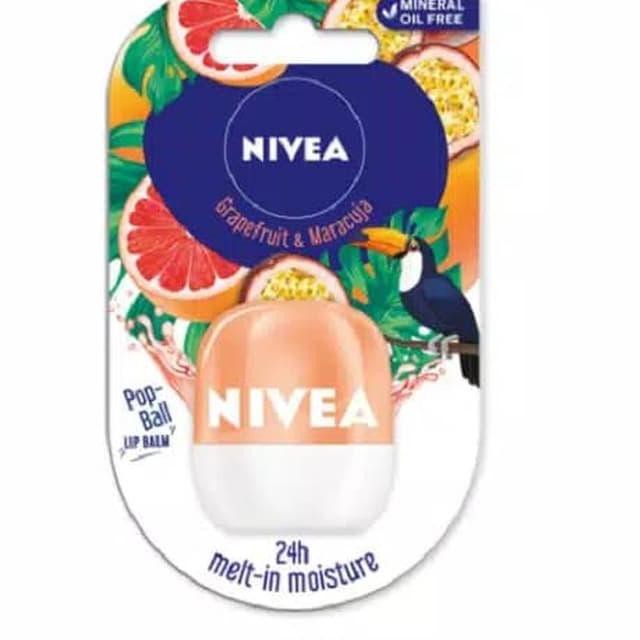 MINERAL
OIL FREE
NIVEA
Grapefruit & Maracuja
NIVEA
Pop-
Ball
LIP BALM
24h
melt-in moisture